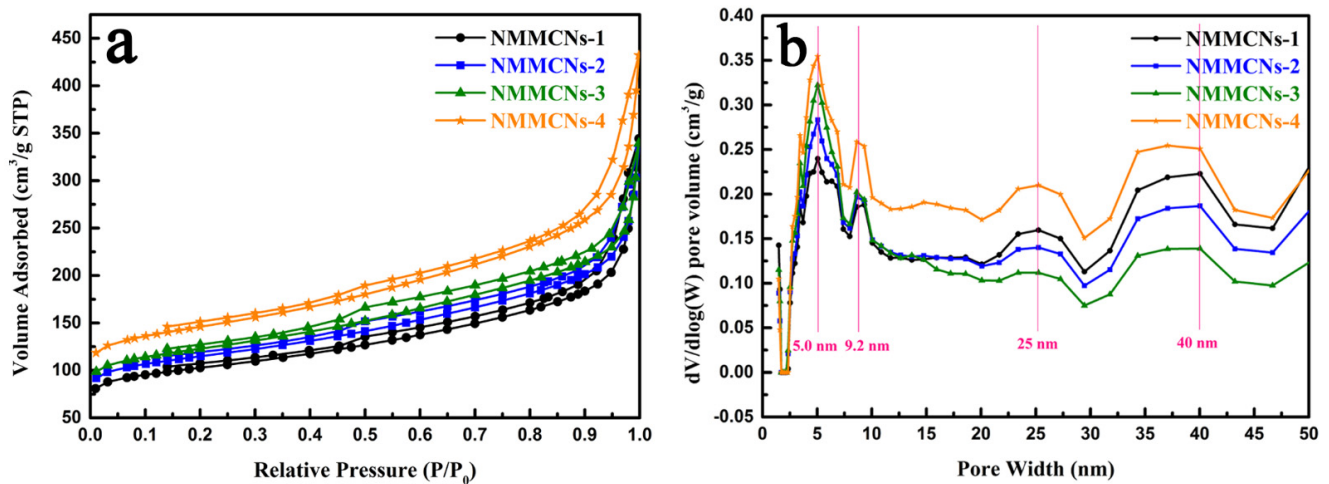 a
NMMCNs-1
NMMCNs-2
NMMCNs-3
NMMCNs-4
450
400
350
300
250
200
150
100
50
Volume Adsorbed (cm³/g STP)
0.0 0.1 0.2 0.3 0.4 0.5 0.6 0.7 0.8 0.9 1.0
Relative Pressure (P/P₀)
b
NMMCNs-1
NMMCNs-2
NMMCNs-3
NMMCNs-4
0.40
0.35
0.30
0.25
0.20
0.15
0.10
0.05
0.00
-0.05
dV/dlog(W) pore volume (cm³/g)
5.0 nm 9.2 nm 25 nm 40 nm
0 5 10 15 20 25 30 35 40 45 50
Pore Width (nm)